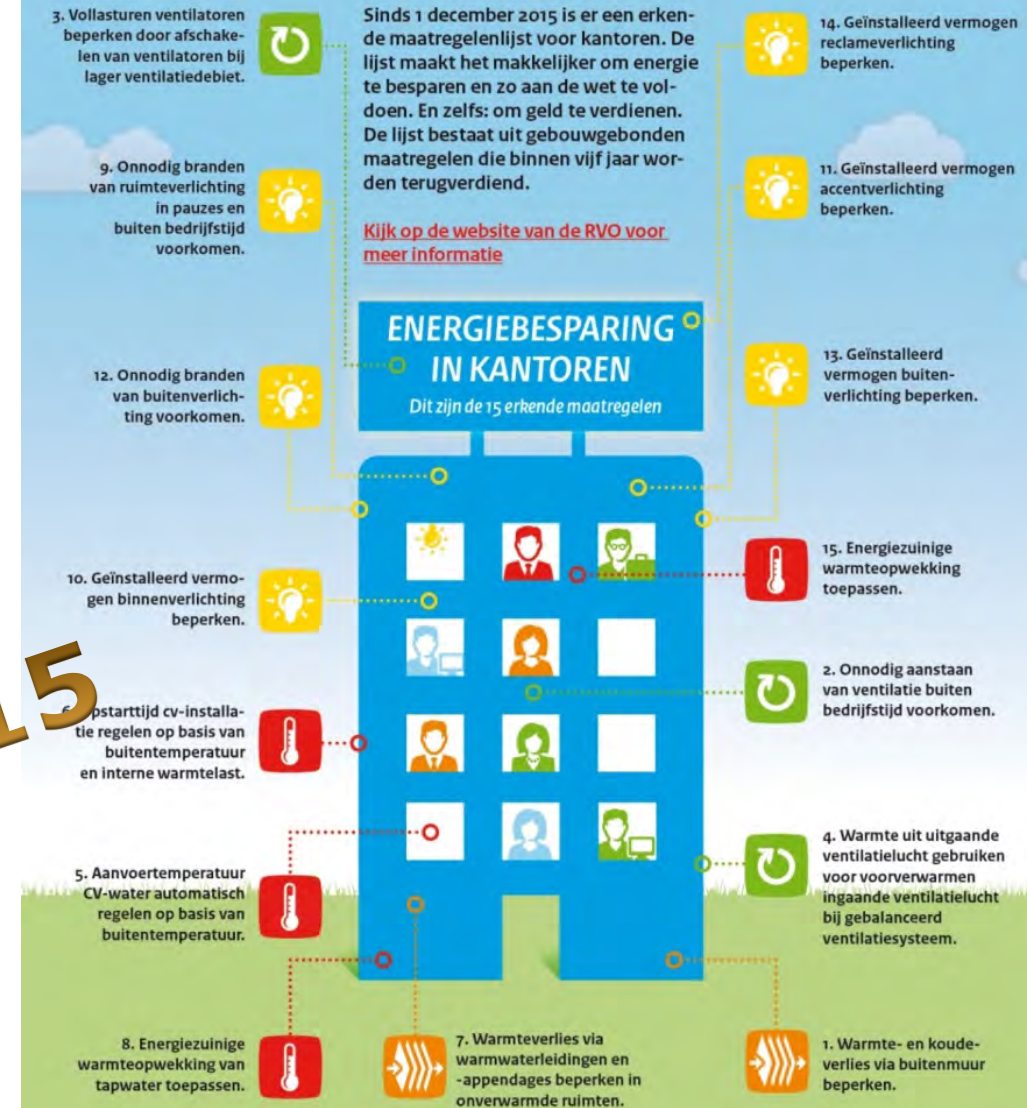 3. Vollasturen ventilatoren
beperken door afschake-
len van ventilatoren bij
lager ventilatiedebiet.
Sinds 1 december 2015 is er een erken-
de maatregelenlijst voor kantoren. De
lijst maakt het makkelijker om energie
te besparen en zo aan de wet te vol-
doen. En zelfs: om geld te verdienen.
De lijst bestaat uit gebouwgebonden
maatregelen die binnen vijf jaar wor-
den terugverdiend.
Kijk op de website van de RVO voor
meer informatie
14. Geïnstalleerd vermogen
reclameverlichting
beperken.
9. Onnodig branden
van ruimteverlichting
in pauzes en
buiten bedrijfstijd
voorkomen.
11. Geïnstalleerd vermogen
accentverlichting
beperken.
ENERGIEBESPARING
IN KANTOREN
Dit zijn de 15 erkende maatregelen
12. Onnodig branden
van buitenverlich-
ting voorkomen.
13. Geïnstalleerd
vermogen buiten-
verlichting beperken.
10. Geïnstalleerd vermo-
gen binnenverlichting
beperken.
15. Energiezuinige
warmteopwekking
toepassen.
15
cv-installa-
tie regelen op basis van
buitentemperatuur
en interne warmtelast.
2. Onnodig aanstaan
van ventilatie buiten
bedrijfstijd voorkomen.
5. Aanvoertemperatuur
CV-water automatisch
regelen op basis van
buitentemperatuur.
4. Warmte uit uitgaande
ventilatielucht gebruiken
voor voorverwarmen
ingaande ventilatielucht
bij gebalanceerd
ventilatiesysteem.
8. Energiezuinige
warmteopwekking van
tapwater toepassen.
7. Warmteverlies via
warmwaterleidingen en
-appendages beperken in
onverwarmde ruimten.
1. Warmte- en koude-
verlies via buitenmuur
beperken.